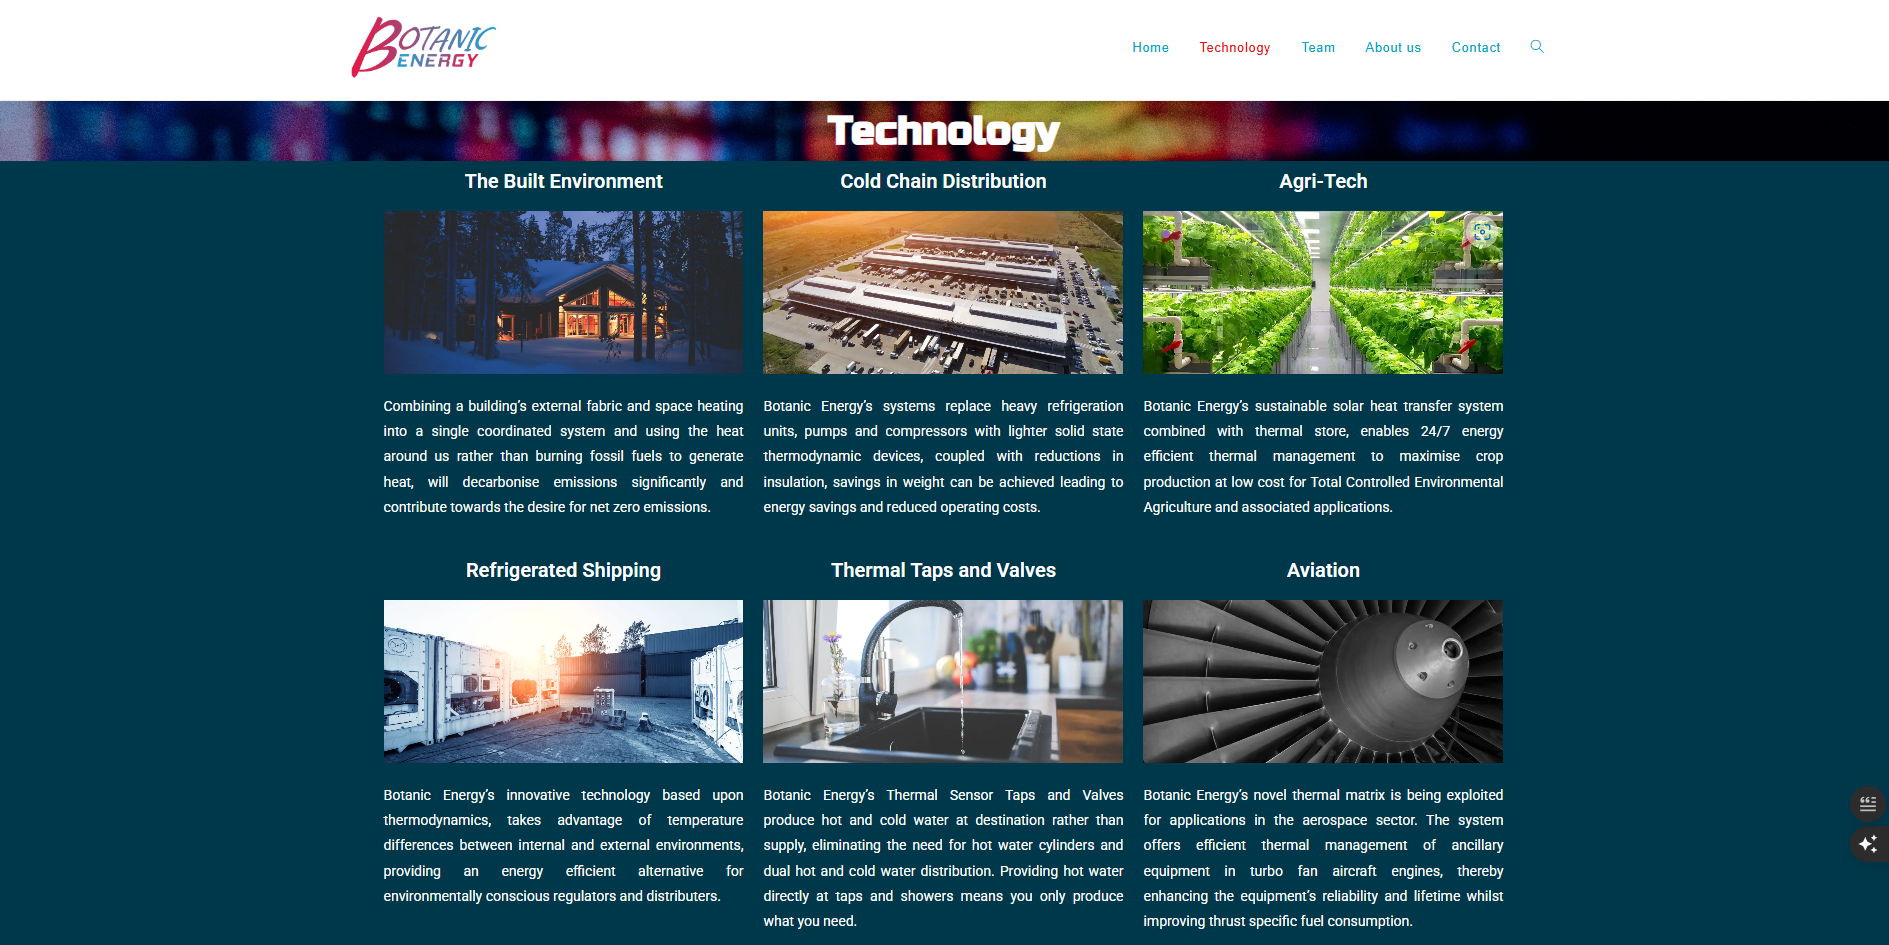 BOTANIC
ENERGY
Home
Technology
Team
About us
Contact
Technology
The Built Environment
Combining a building's external fabric and space heating
into a single coordinated system and using the heat
around us rather than burning fossil fuels to generate
heat, will decarbonise emissions significantly and
contribute towards the desire for net zero emissions.
Cold Chain Distribution
Botanic Energy's systems replace heavy refrigeration
units, pumps and compressors with lighter solid state
thermodynamic devices, coupled with reductions in
insulation, savings in weight can be achieved leading to
energy savings and reduced operating costs.
Agri-Tech
Botanic Energy's sustainable solar heat transfer system
combined with thermal store, enables 24/7 energy
efficient thermal management to maximise crop
production at low cost for Total Controlled Environmental
Agriculture and associated applications.
Refrigerated Shipping
Botanic Energy's innovative technology based upon
thermodynamics, takes advantage of temperature
differences between internal and external environments,
providing an energy efficient alternative for
environmentally conscious regulators and distributers.
Thermal Taps and Valves
Botanic Energy's Thermal Sensor Taps and Valves
produce hot and cold water at destination rather than
supply, eliminating the need for hot water cylinders and
dual hot and cold water distribution. Providing hot water
directly at taps and showers means you only produce
what you need.
Aviation
Botanic Energy's novel thermal matrix is being exploited
for applications in the aerospace sector. The system
offers efficient thermal management of ancillary
equipment in turbo fan aircraft engines, thereby
enhancing the equipment's reliability and lifetime whilst
improving thrust specific fuel consumption.